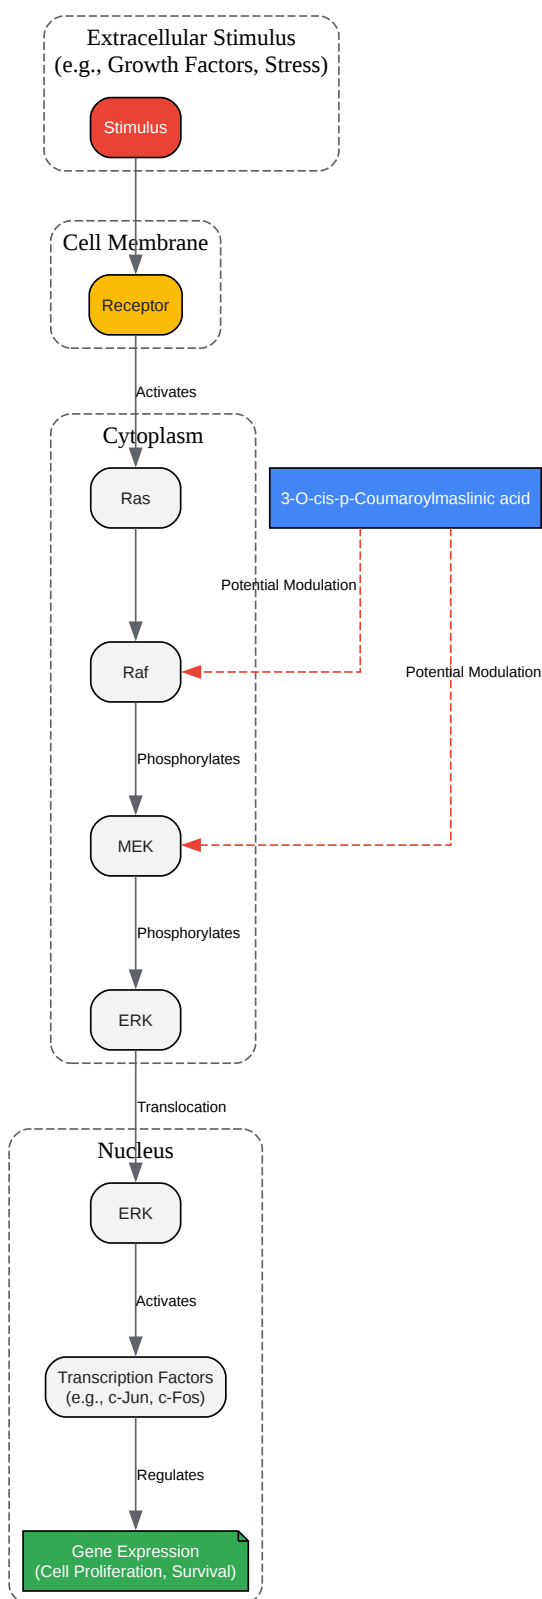 Extracellular Stimulus
(e.g., Growth Factors, Stress)
Stimulus
Cell Membrane
Receptor
Activates
Cytoplasm
Ras
3-O-cis-p-Coumaroylmaslinic acid
Potential Modulation
Raf
Potential Modulation
Phosphorylates
MEK
Phosphorylates
ERK
Translocation
Nucleus
ERK
Activates
Transcription Factors
(e.g., c-Jun, c-Fos)
Regulates
Gene Expression
(Cell Proliferation, Survival)